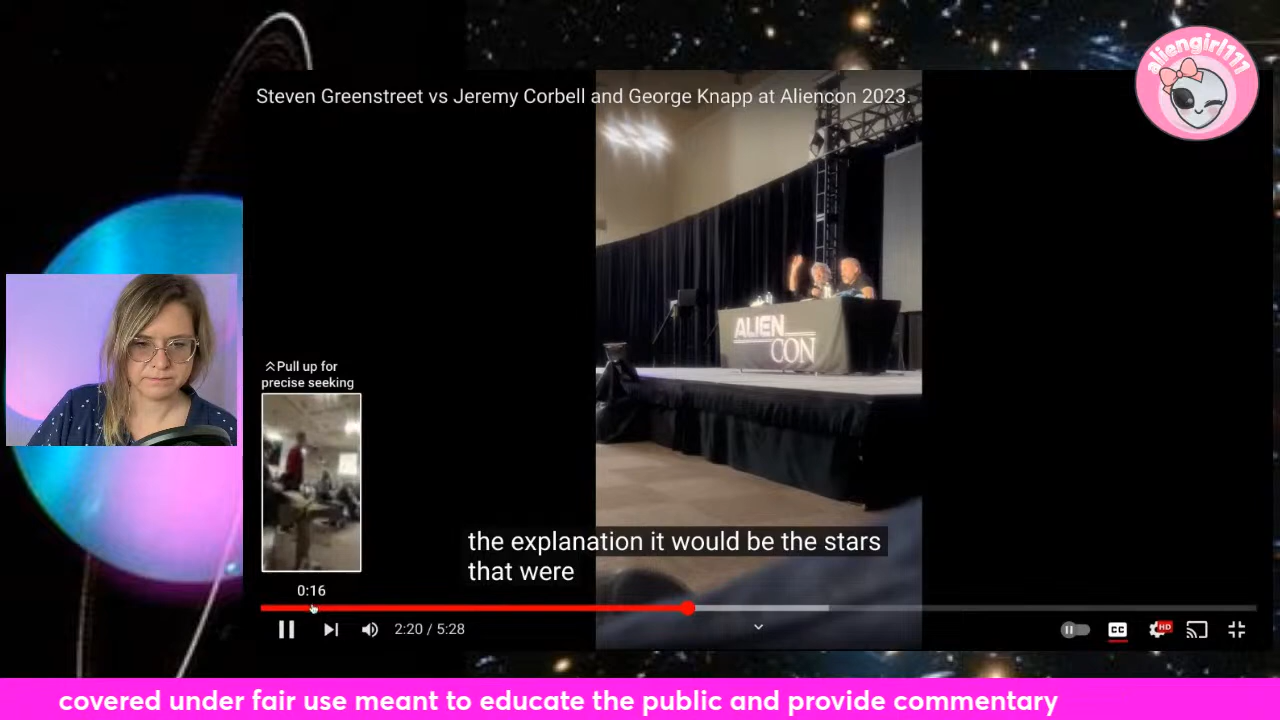 aliengirl111
Steven Greenstreet vs Jeremy Corbell and George Knapp at Aliencon 2023.
ALIEN
CON
Pull up for
precise seeking
the explanation it would be the stars
that were
0:16
2:20 / 5:28
CC
HD
covered under fair use meant to educate the public and provide commentary